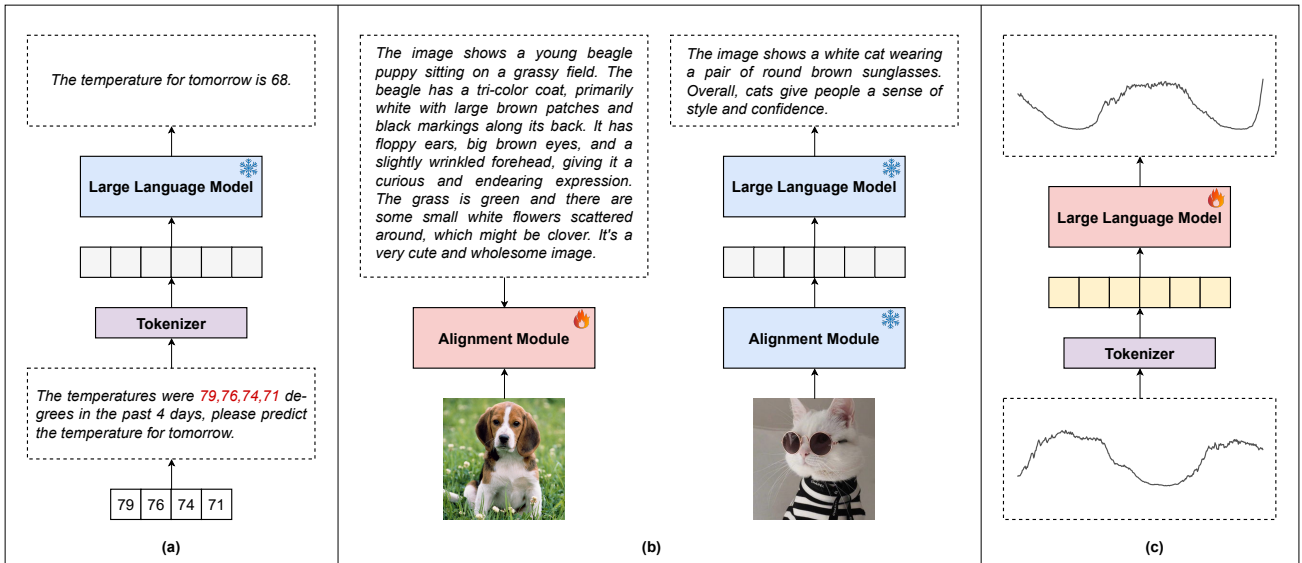 The temperature for tomorrow is 68.
Large Language Model
Tokenizer
The temperatures were 79,76,74,71 de-
grees in the past 4 days, please predict
the temperature for tomorrow.
79 76 74 71
(a)
The image shows a young beagle
puppy sitting on a grassy field. The
beagle has a tri-color coat, primarily
white with large brown patches and
black markings along its back. It has
floppy ears, big brown eyes, and a
slightly wrinkled forehead, giving it a
curious and endearing expression.
The grass is green and there are
some small white flowers scattered
around, which might be clover. It's a
very cute and wholesome image.
Alignment Module
The image shows a white cat wearing
a pair of round brown sunglasses.
Overall, cats give people a sense of
style and confidence.
Large Language Model
Alignment Module
(b)
Large Language Model
Tokenizer
(c)